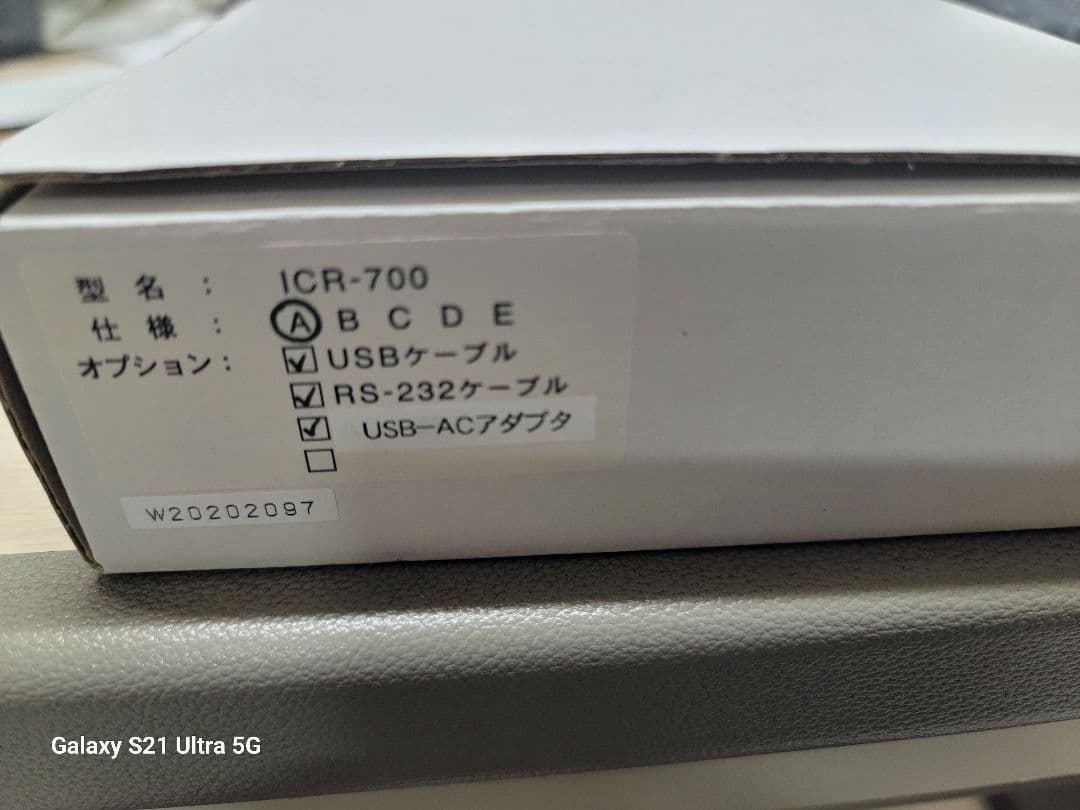 型名： ICR-700
仕様： Ⓐ B C D E
オプション： ☑USBケーブル
☑RS-232ケーブル
☑ USB-ACアダプタ
☐
W20202097
Galaxy S21 Ultra 5G